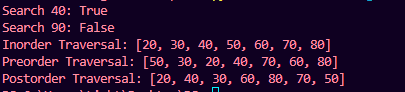 Search 40: True
Search 90: False
Inorder Traversal: [20, 30, 40, 50, 60, 70, 80]
Preorder Traversal: [50, 30, 20, 40, 70, 60, 80]
Postorder Traversal: [20, 40, 30, 60, 80, 70, 50]